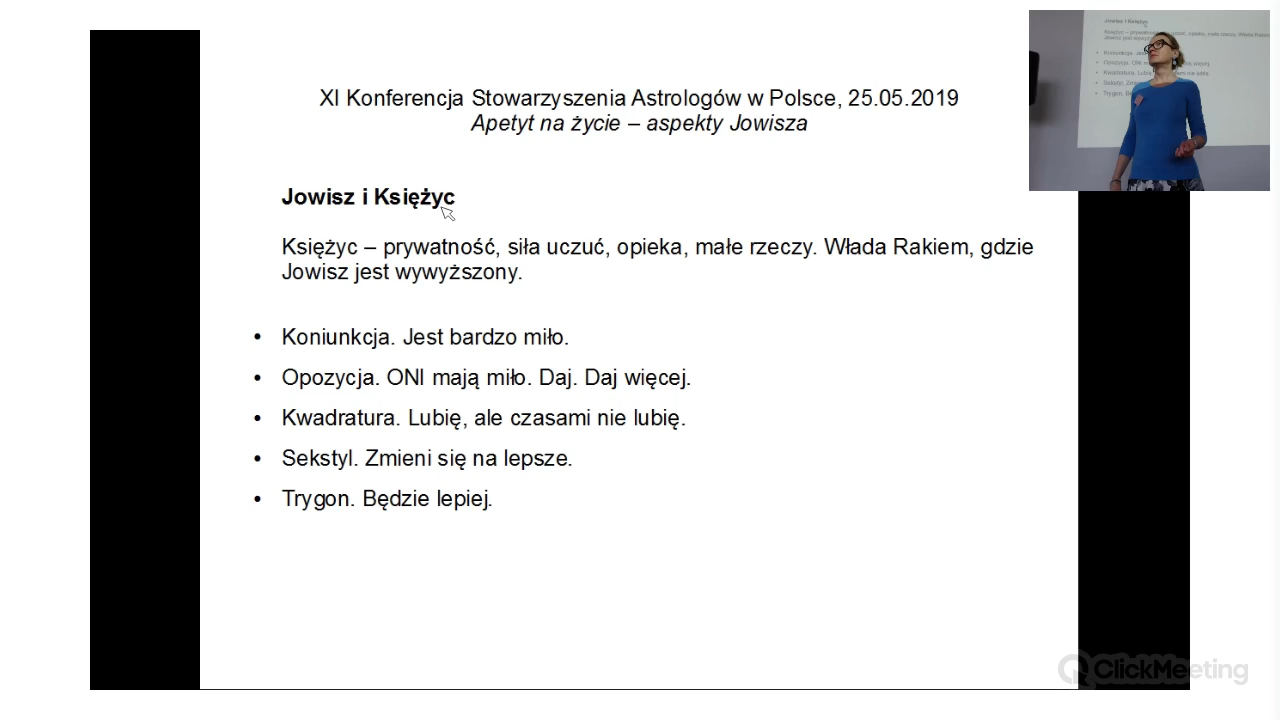 XI Konferencja Stowarzyszenia Astrologów w Polsce, 25.05.2019
Apetyt na życie – aspekty Jowisza
Jowisz i Księżyc
Księżyc – prywatność, siła uczuć, opieka, małe rzeczy. Włada Rakiem, gdzie
Jowisz jest wywyższony.
• Koniunkcja. Jest bardzo miło.
• Opozycja. ONI mają miło. Daj. Daj więcej.
• Kwadratura. Lubię, ale czasami nie lubię.
• Sekstyl. Zmieni się na lepsze.
• Trygon. Będzie lepiej.
Jowisz i Księżyc
ClickMeeting